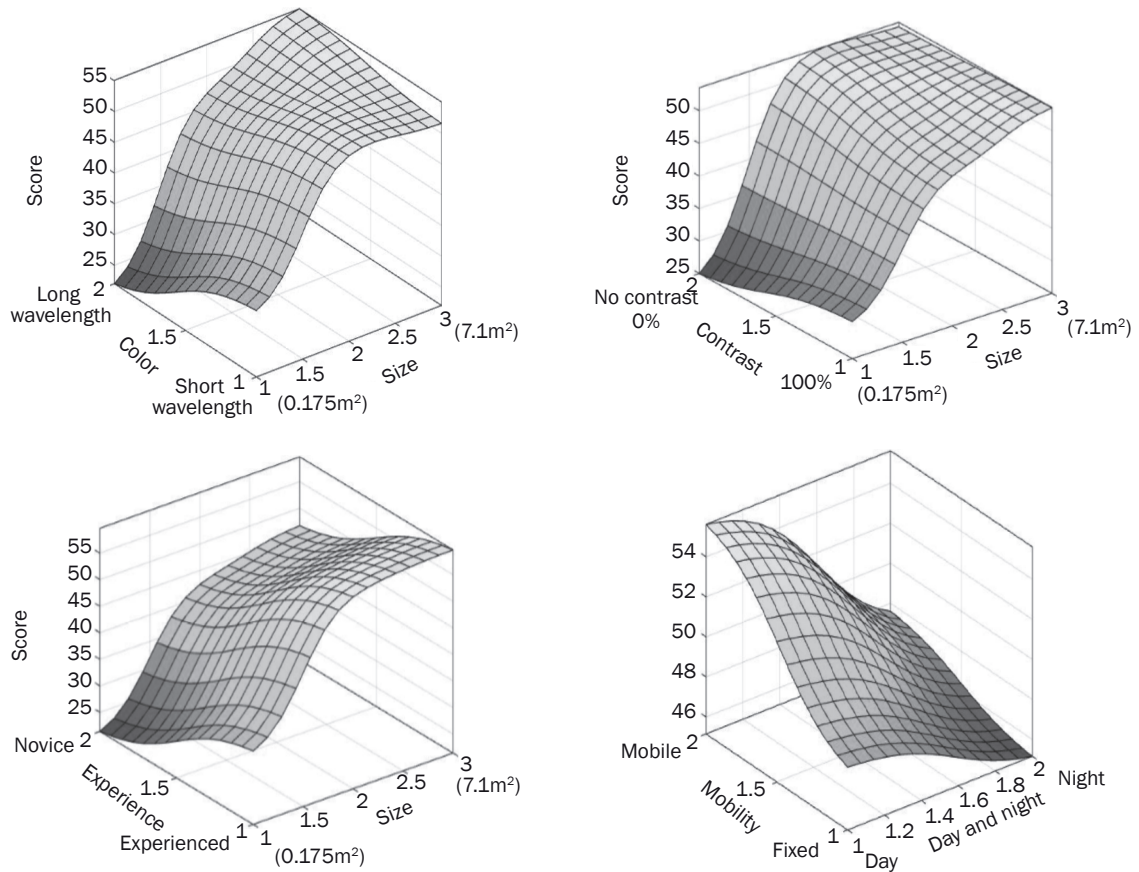 55
50
45
40
35
30
25
Score
Long
wavelength
2
1.5
Color
Short
wavelength
1
1
(0.175m²)
1.5
2
2.5
3
(7.1m²)
Size
50
45
40
35
30
25
Score
No contrast
0%
2
1.5
Contrast
100%
1
1
(0.175m²)
1.5
2
2.5
3
(7.1m²)
Size
55
50
45
40
35
30
25
Score
Novice 2
1.5
Experience
Experienced 1
1
(0.175m²)
1.5
2
2.5
3
(7.1m²)
Size
54
52
50
48
46
Mobile 2
1.5
Mobility
Fixed 1
1
Day
1.2
1.4
1.6
1.8
2
Night
Day and night